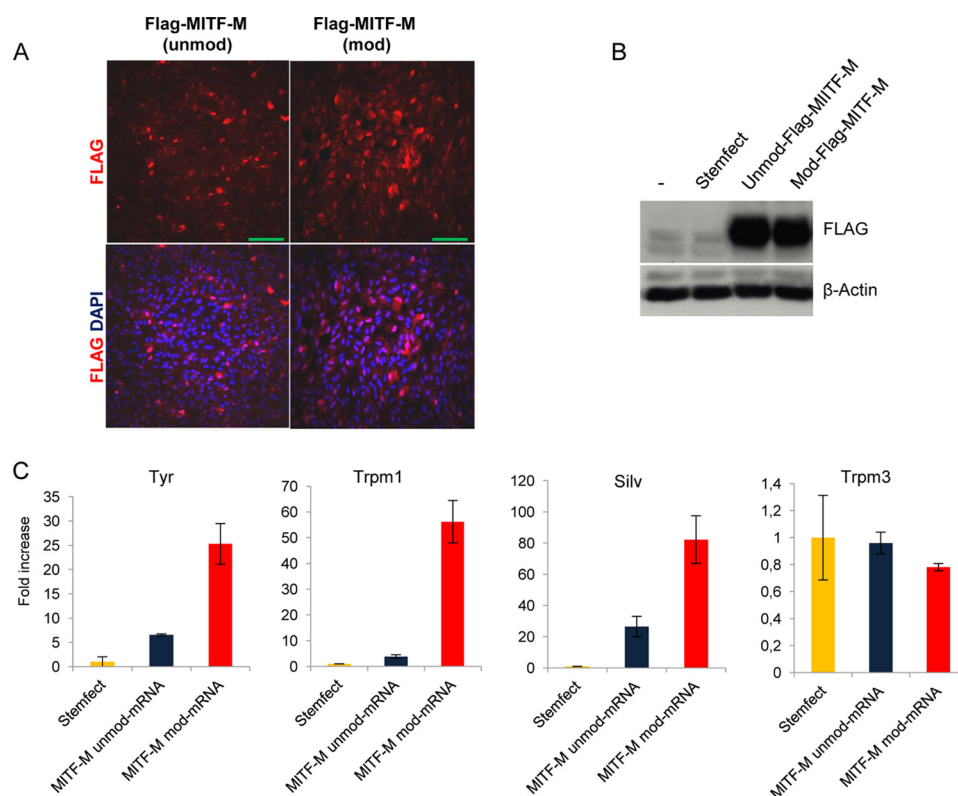 A
Flag-MITF-M
(unmod)
Flag-MITF-M
(mod)
FLAG
FLAG DAPI
B
-
Stemfect
Unmod-Flag-MIITF-M
Mod-Flag-MITF-M
FLAG
β-Actin
C
Tyr
Fold increase
35
30
25
20
15
10
5
0
Stemfect
MITF-M unmod-mRNA
MITF-M mod-mRNA
Trpm1
70
60
50
40
30
20
10
0
Stemfect
MITF-M unmod-mRNA
MITF-M mod-mRNA
Silv
120
100
80
60
40
20
0
Stemfect
MITF-M unmod-mRNA
MITF-M mod-mRNA
Trpm3
1,4
1,2
1
0,8
0,6
0,4
0,2
0
Stemfect
MITF-M unmod-mRNA
MITF-M mod-mRNA